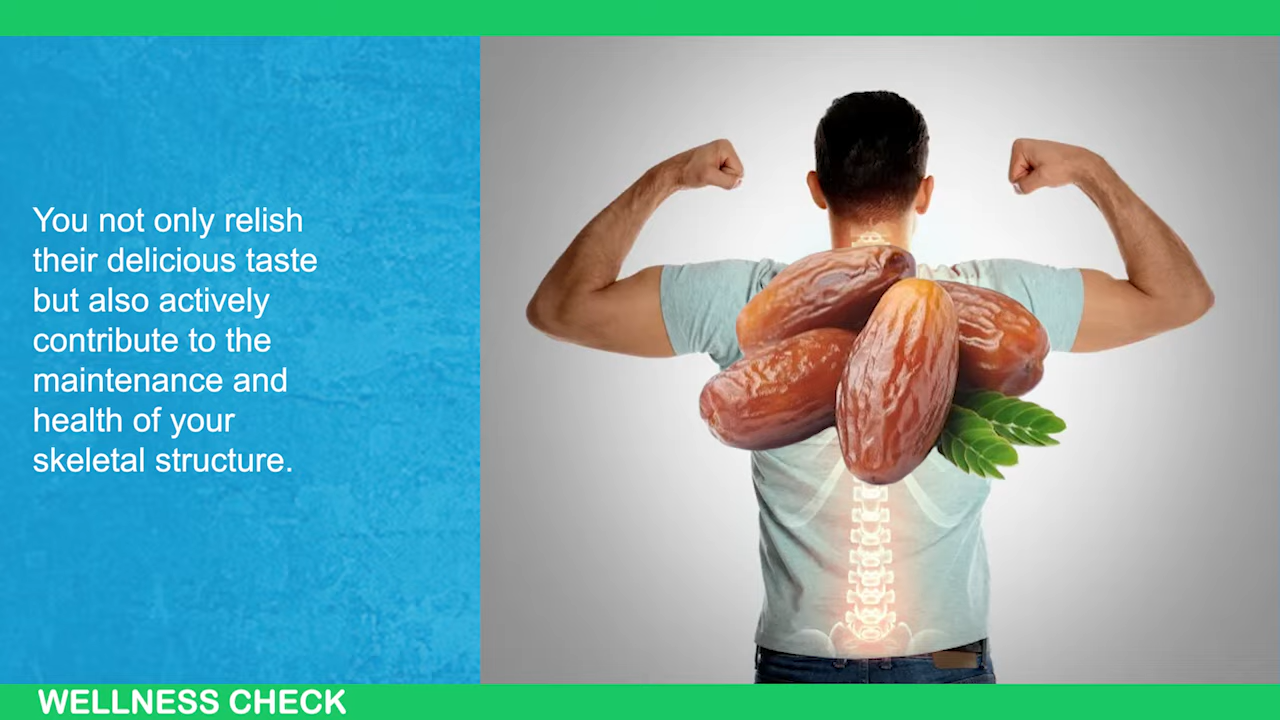 You not only relish
their delicious taste
but also actively
contribute to the
maintenance and
health of your
skeletal structure.
WELLNESS CHECK